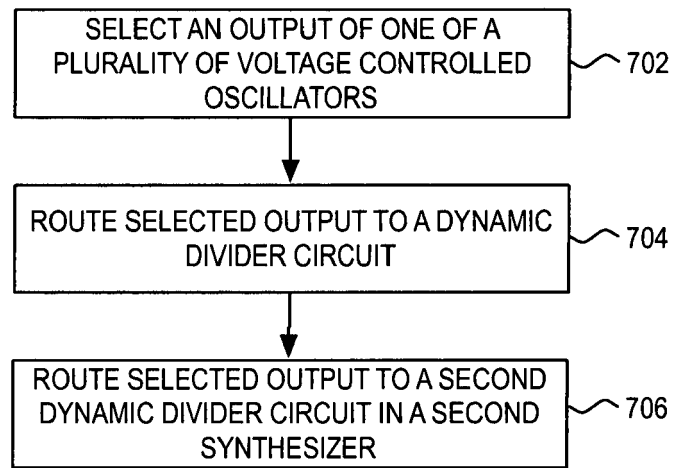 SELECT AN OUTPUT OF ONE OF A
PLURALITY OF VOLTAGE CONTROLLED
OSCILLATORS
702
ROUTE SELECTED OUTPUT TO A DYNAMIC
DIVIDER CIRCUIT
704
ROUTE SELECTED OUTPUT TO A SECOND
DYNAMIC DIVIDER CIRCUIT IN A SECOND
SYNTHESIZER
706